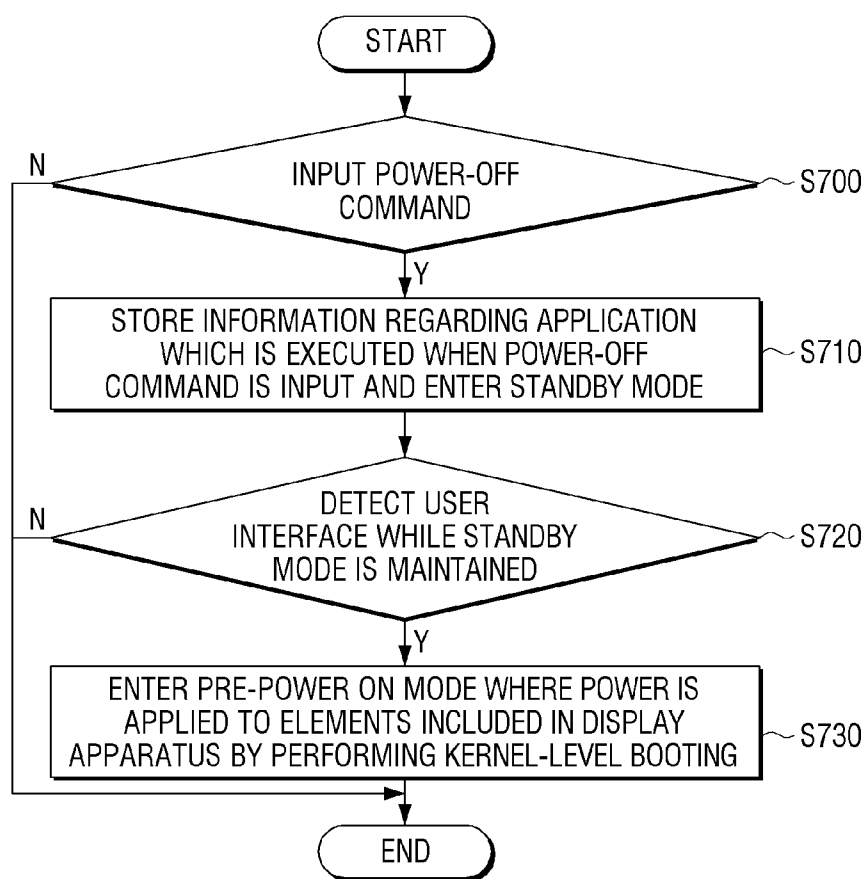 START
N
INPUT POWER-OFF
COMMAND
S700
Y
STORE INFORMATION REGARDING APPLICATION
WHICH IS EXECUTED WHEN POWER-OFF
COMMAND IS INPUT AND ENTER STANDBY MODE
S710
N
DETECT USER
INTERFACE WHILE STANDBY
MODE IS MAINTAINED
S720
Y
ENTER PRE-POWER ON MODE WHERE POWER IS
APPLIED TO ELEMENTS INCLUDED IN DISPLAY
APPARATUS BY PERFORMING KERNEL-LEVEL BOOTING
S730
END